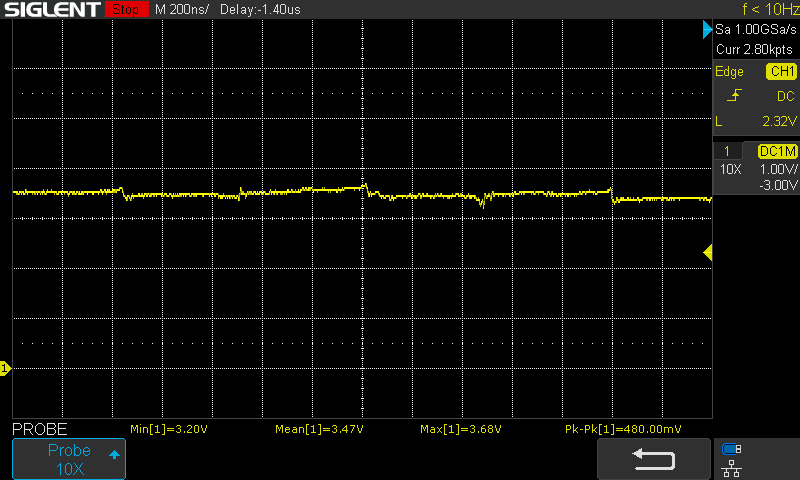 SIGLENT Stop M 200ns/ Delay:-1.40us f < 10Hz
Sa 1.00GSa/s
Curr 2.80kpts
Edge CH1
DC
L 2.32V
1 DC1M
10X 1.00V/
-3.00V
1
PROBE Min[1]=3.20V Mean[1]=3.47V Max[1]=3.68V Pk-Pk[1]=480.00mV
Probe
10X